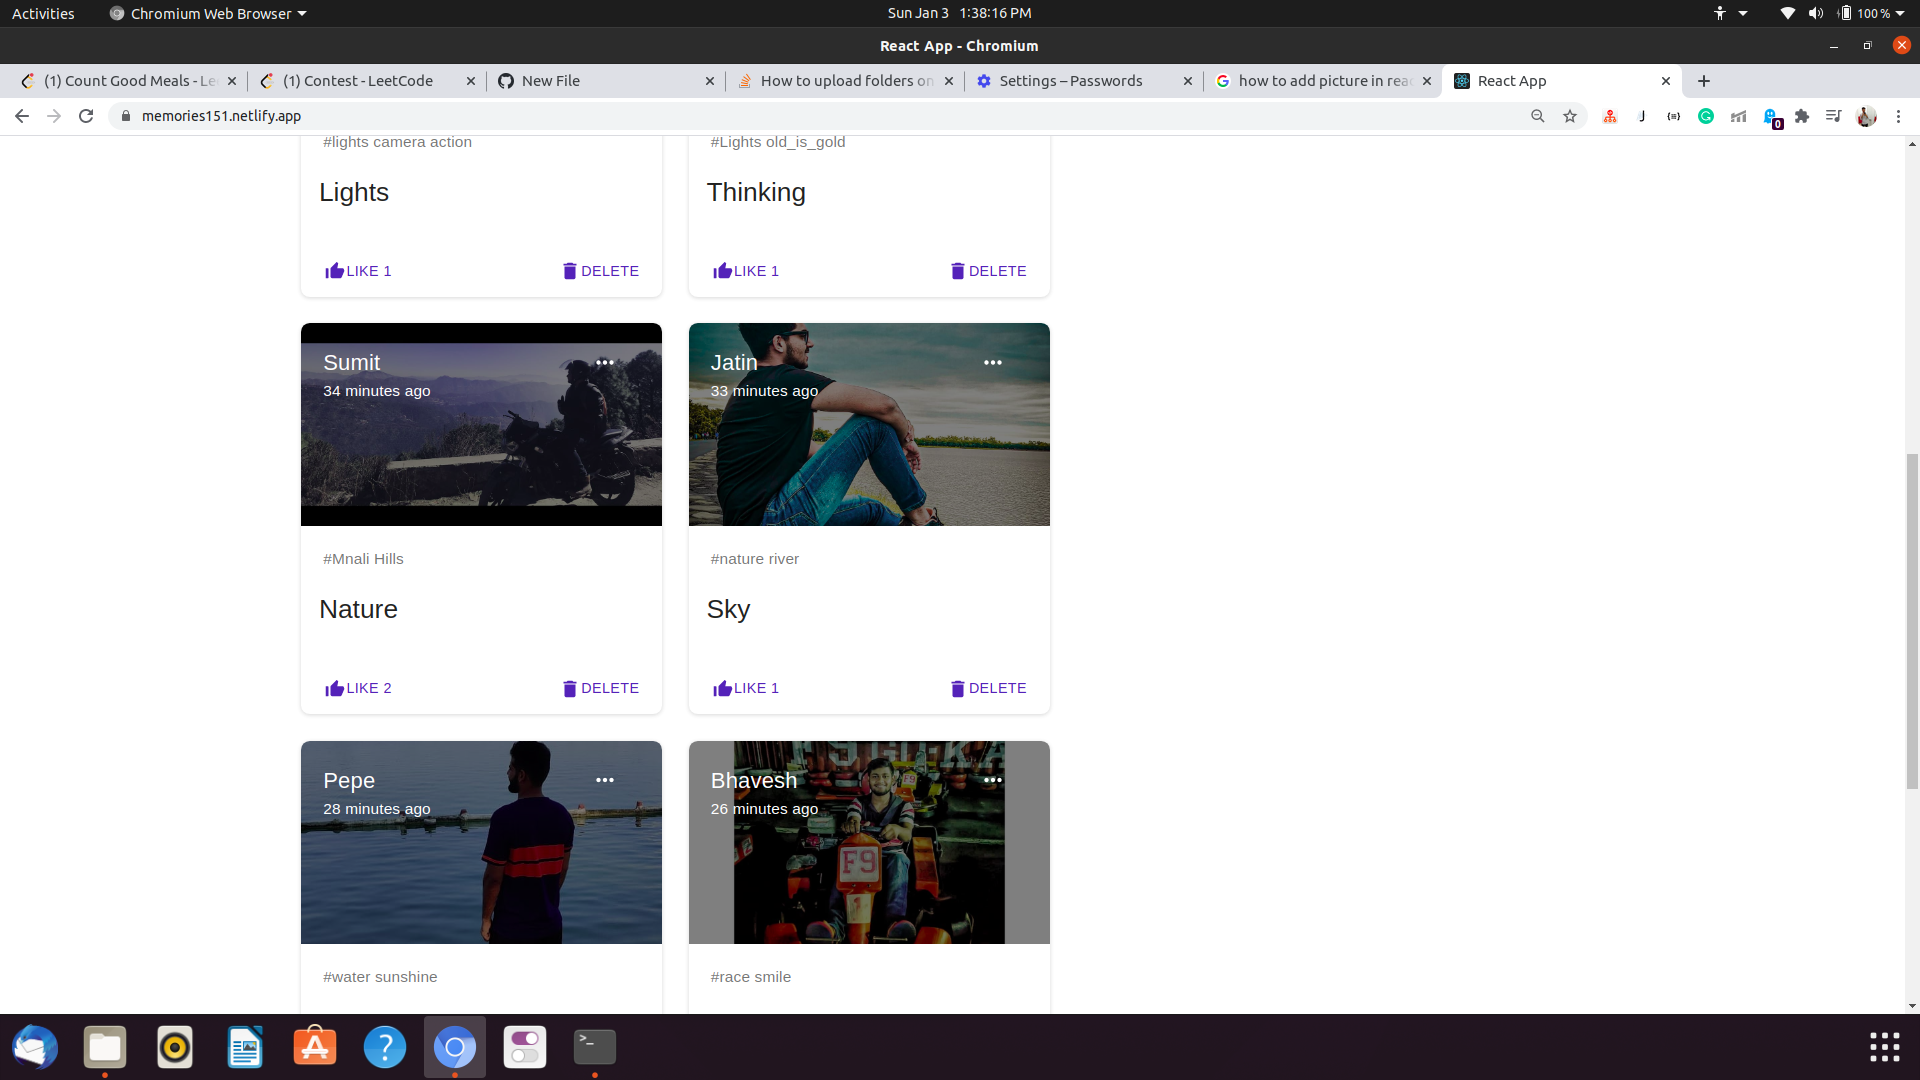 Activities Chromium Web Browser Sun Jan 3 1:38:16 PM 100 %
React App - Chromium
(1) Count Good Meals - Le (1) Contest - LeetCode New File How to upload folders on Settings – Passwords how to add picture in reac React App
memories151.netlify.app 0
#lights camera action #Lights old_is_gold
Lights Thinking
LIKE 1 DELETE LIKE 1 DELETE
Sumit Jatin
34 minutes ago 33 minutes ago
#Mnali Hills #nature river
Nature Sky
LIKE 2 DELETE LIKE 1 DELETE
Pepe Bhavesh
28 minutes ago 26 minutes ago
F9
F9
#water sunshine #race smile